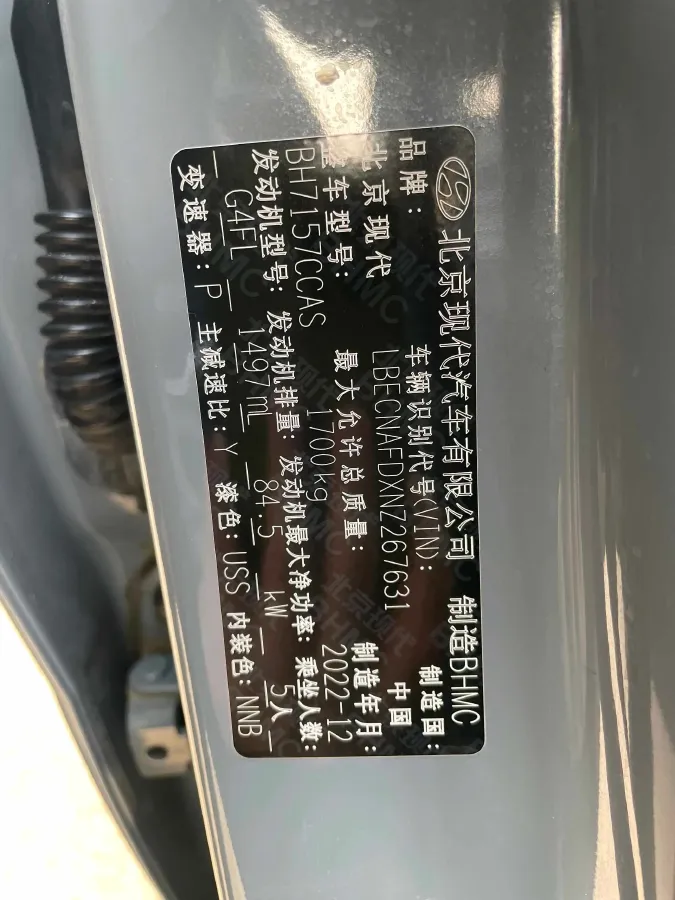 北京现代汽车有限公司 制造BHMC
品牌: 车辆识别代号(VIN): 制造国:
北京现代 LBECNAFDXNZ267631 中国
整车型号: 最大允许总质量: 制造年月:
BH7157CCAS 1700kg 2022-12
发动机型号: 发动机排量: 发动机最大净功率: 乘坐人数:
G4FL 1497ml 84.5 kW 5人
变速器: P 主减速比: Y 漆色: USS 内装色: NNB